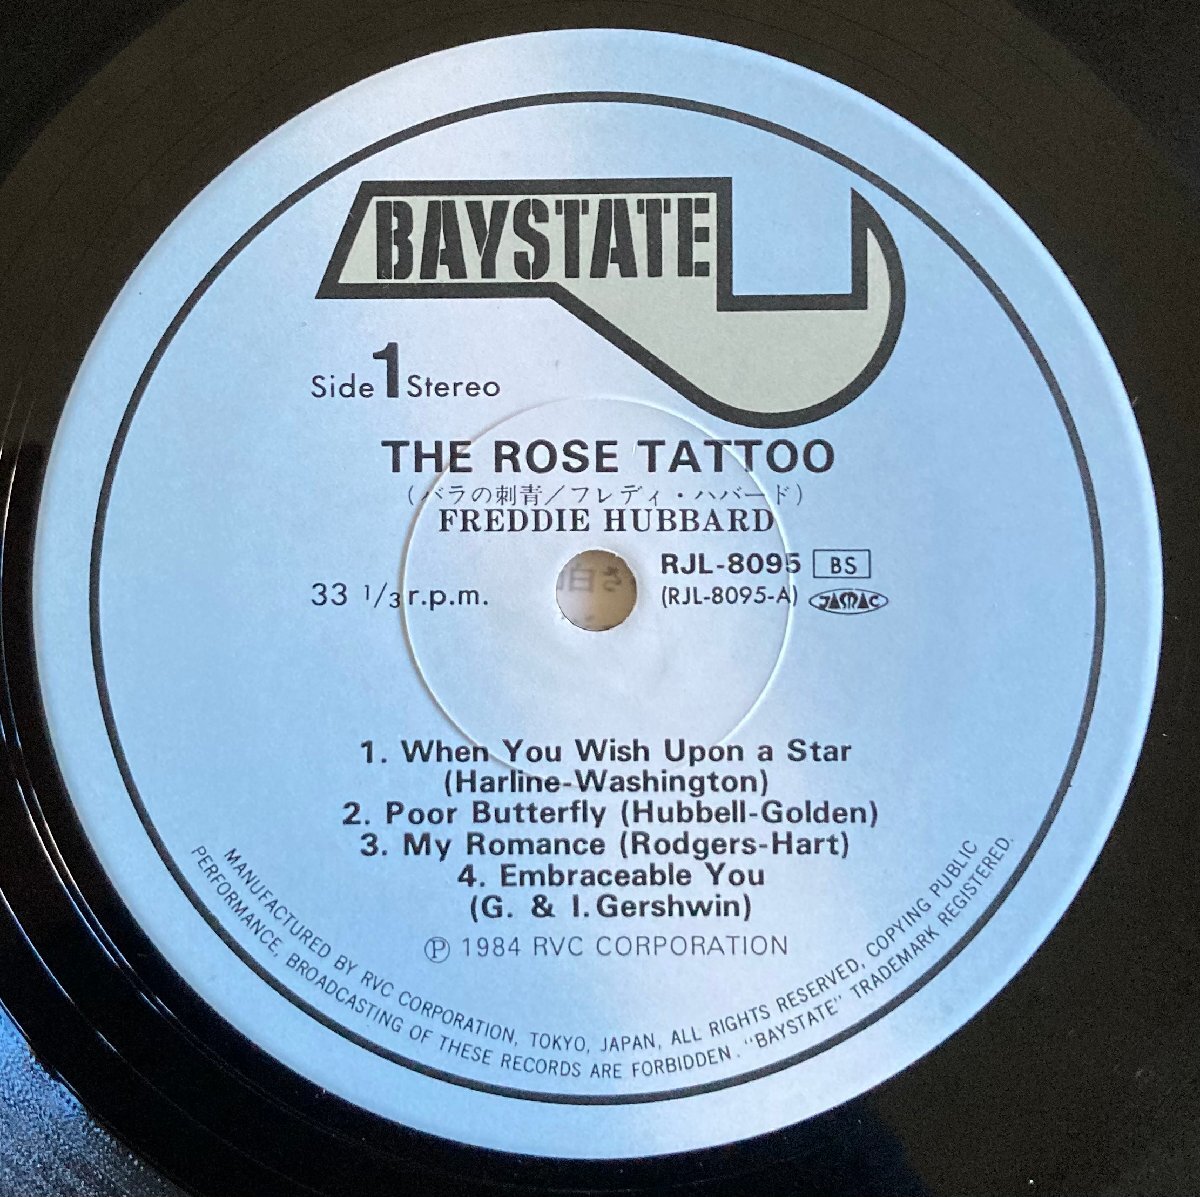 BAYSTATE
Side 1 Stereo
THE ROSE TATTOO
(バラの刺青/フレディ・ハバード)
FREDDIE HUBBARD
33 1/3 r.p.m.
RJL-8095 BS
(RJL-8095-A) JASRAC
1. When You Wish Upon a Star
(Harline-Washington)
2. Poor Butterfly (Hubbell-Golden)
3. My Romance (Rodgers-Hart)
4. Embraceable You
(G. & I. Gershwin)
Ⓟ 1984 RVC CORPORATION
MANUFACTURED BY RVC CORPORATION, TOKYO, JAPAN, ALL RIGHTS RESERVED, COPYING PUBLIC
PERFORMANCE, BROADCASTING OF THESE RECORDS ARE FORBIDDEN. "BAYSTATE" TRADEMARK REGISTERED.